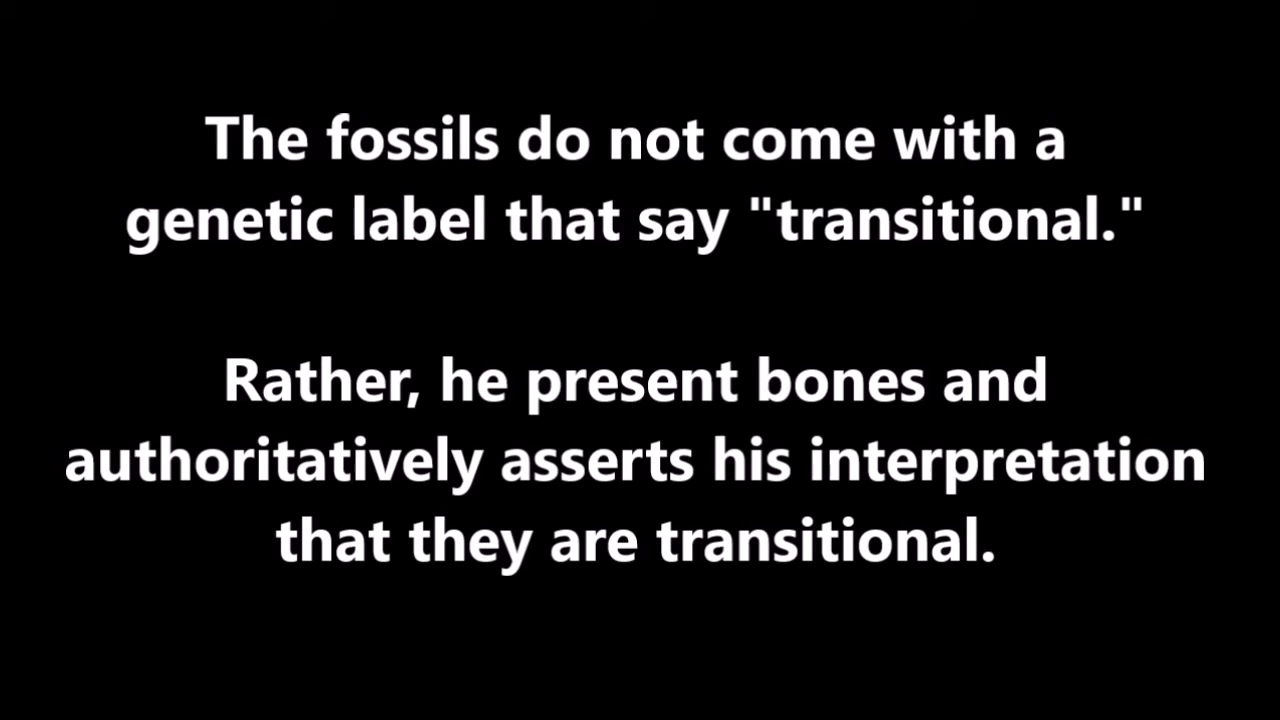 The fossils do not come with a
genetic label that say "transitional."
Rather, he present bones and
authoritatively asserts his interpretation
that they are transitional.